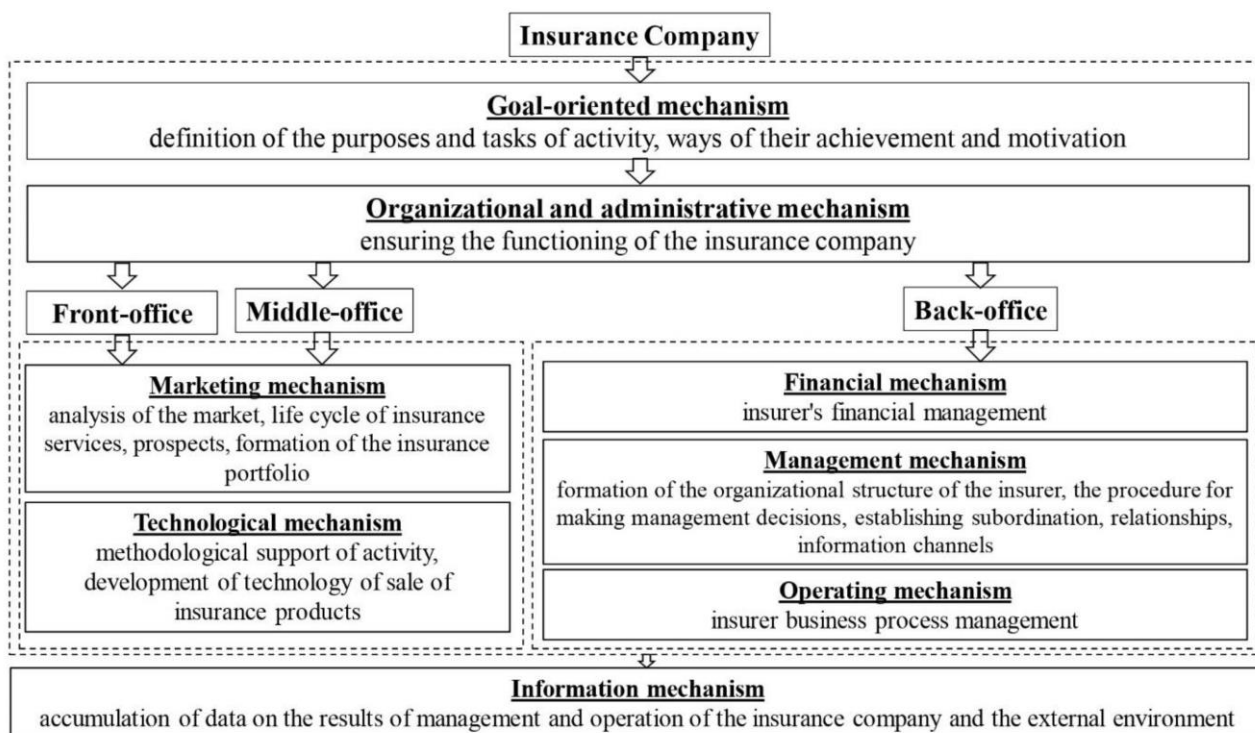 Insurance Company
Goal-oriented mechanism
definition of the purposes and tasks of activity, ways of their achievement and motivation
Organizational and administrative mechanism
ensuring the functioning of the insurance company
Front-office
Middle-office
Back-office
Marketing mechanism
analysis of the market, life cycle of insurance
services, prospects, formation of the insurance
portfolio
Technological mechanism
methodological support of activity,
development of technology of sale of
insurance products
Financial mechanism
insurer's financial management
Management mechanism
formation of the organizational structure of the insurer, the procedure for
making management decisions, establishing subordination, relationships,
information channels
Operating mechanism
insurer business process management
Information mechanism
accumulation of data on the results of management and operation of the insurance company and the external environment